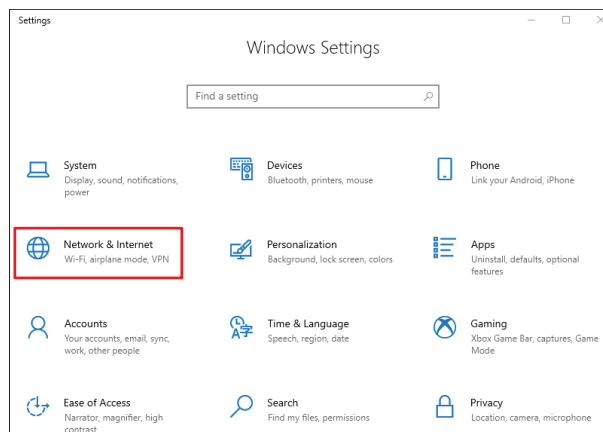 Settings
Windows Settings
Find a setting
System
Display, sound, notifications,
power
Devices
Bluetooth, printers, mouse
Phone
Link your Android, iPhone
Network & Internet
Wi-Fi, airplane mode, VPN
Personalization
Background, lock screen, colors
Apps
Uninstall, defaults, optional
features
Accounts
Your accounts, email, sync,
work, other people
Time & Language
Speech, region, date
Gaming
Xbox Game Bar, captures, Game
Mode
Ease of Access
Narrator, magnifier, high
contrast
Search
Find my files, permissions
Privacy
Location, camera, microphone